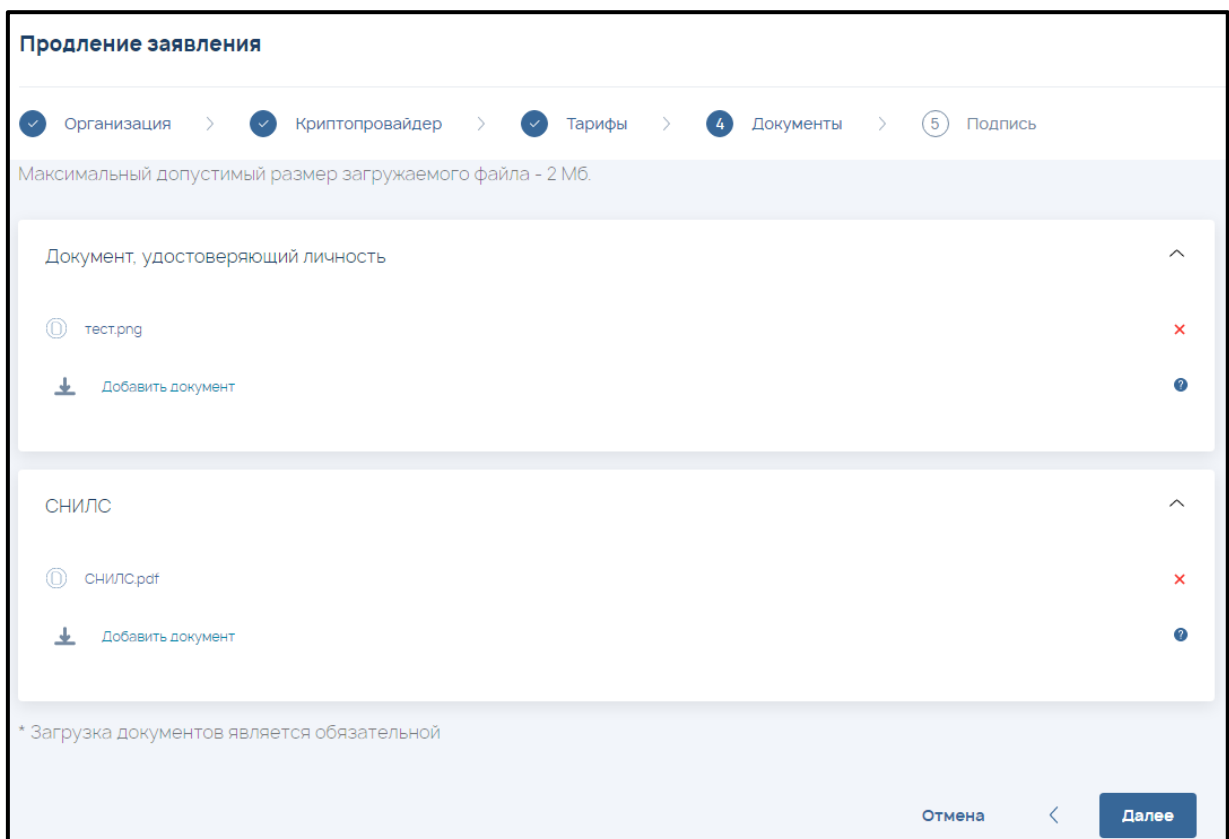 Продление заявления
Организация > Криптопровайдер > Тарифы > 4 Документы > 5 Подпись
Максимальный допустимый размер загружаемого файла - 2 Мб.
Документ, удостоверяющий личность
тест.png
Добавить документ ?
СНИЛС
СНИЛС.pdf
Добавить документ ?
* Загрузка документов является обязательной
Отмена < Далее